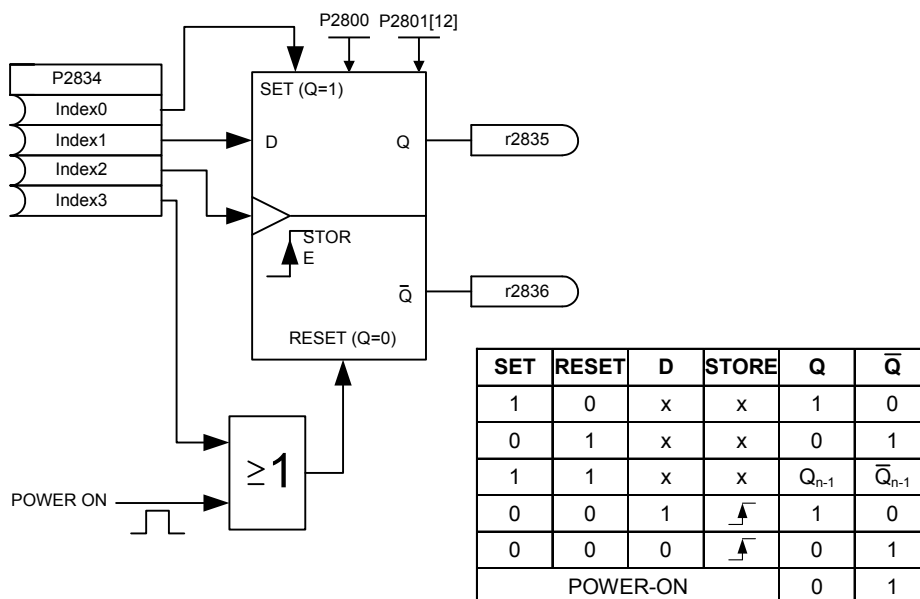 P2800 P2801[12]
P2834
Index0
Index1
Index2
Index3
SET (Q=1)
D
Q
STOR
E
Q̅
RESET (Q=0)
r2835
r2836
≥1
POWER ON
SET RESET D STORE Q Q̅
1 0 x x 1 0
0 1 x x 0 1
1 1 x x Qn-1 Q̅n-1
0 0 1 1 0
0 0 0 0 1
POWER-ON 0 1